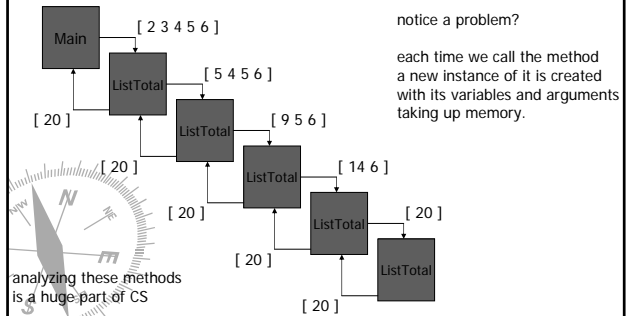 notice a problem?
each time we call the method
a new instance of it is created
with its variables and arguments
taking up memory.
Main
[ 2 3 4 5 6 ]
ListTotal
[ 5 4 5 6 ]
[ 20 ]
ListTotal
[ 9 5 6 ]
[ 20 ]
ListTotal
[ 14 6 ]
[ 20 ]
ListTotal
[ 20 ]
[ 20 ]
ListTotal
[ 20 ]
NW
N
NE
E
S
analyzing these methods
is a huge part of CS